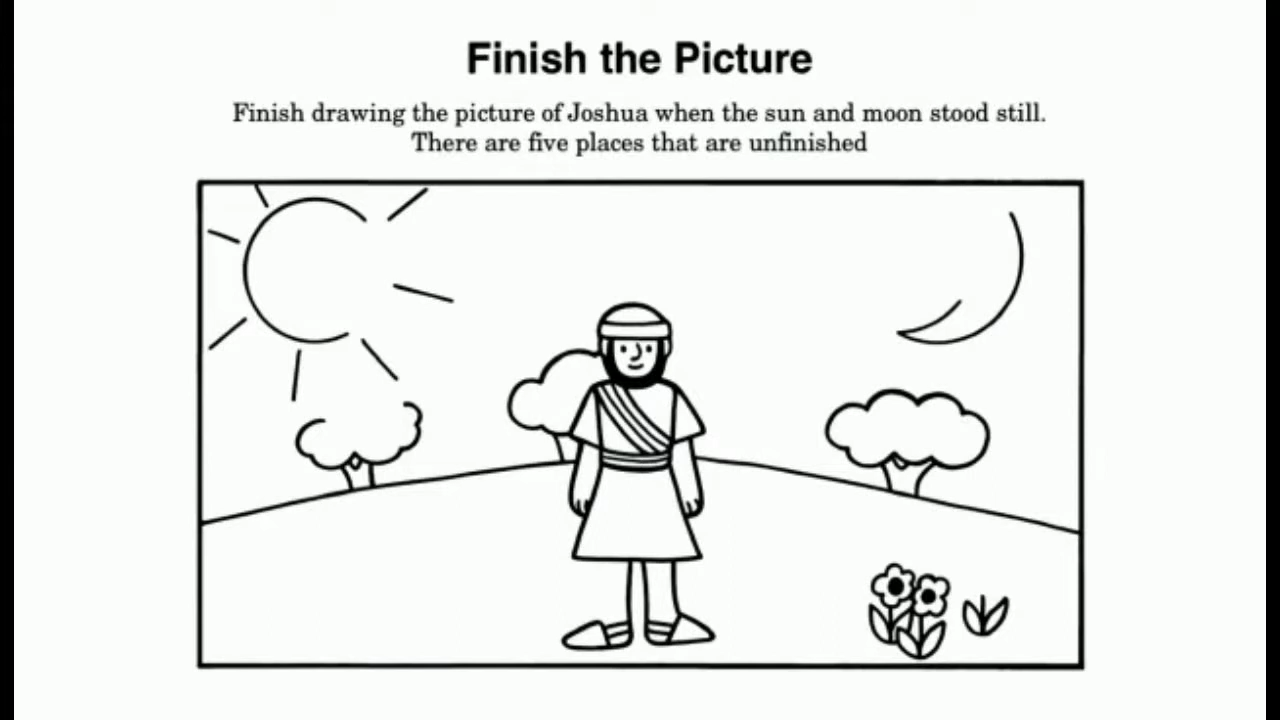 Finish the Picture
Finish drawing the picture of Joshua when the sun and moon stood still.
There are five places that are unfinished